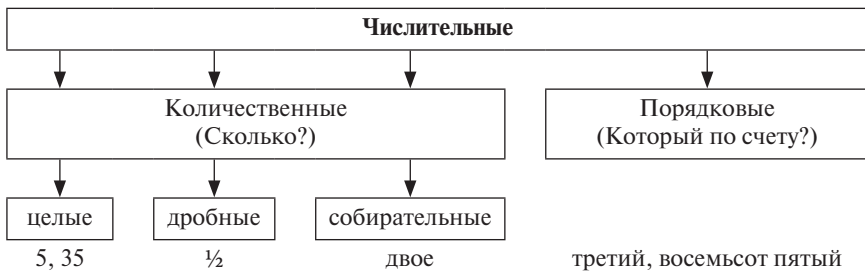 Числительные
Количественные
(Сколько?)
Порядковые
(Который по счету?)
целые
дробные
собирательные
5, 35
½
двое
третий, восемьсот пятый